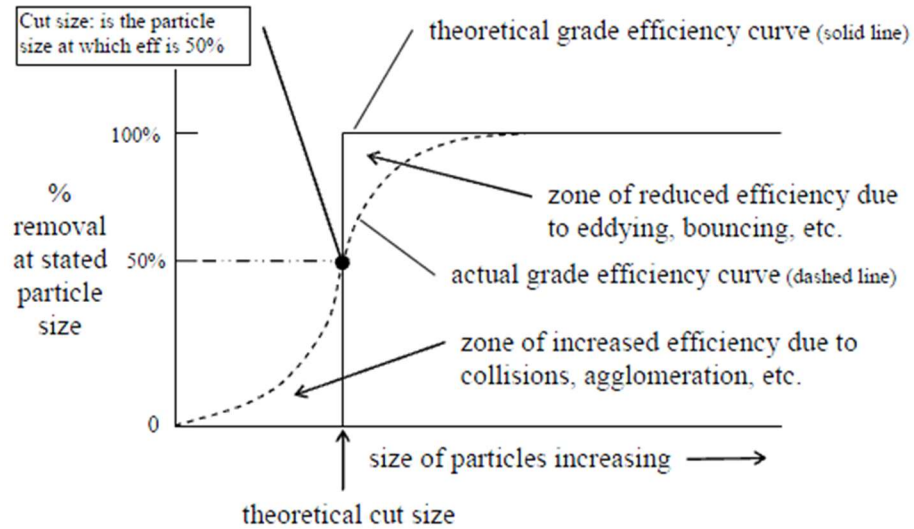 Cut size: is the particle
size at which eff is 50%
theoretical grade efficiency curve (solid line)
100%
%
removal
at stated
particle
size
zone of reduced efficiency due
to eddying, bouncing, etc.
50%
actual grade efficiency curve (dashed line)
zone of increased efficiency due to
collisions, agglomeration, etc.
0
size of particles increasing
theoretical cut size